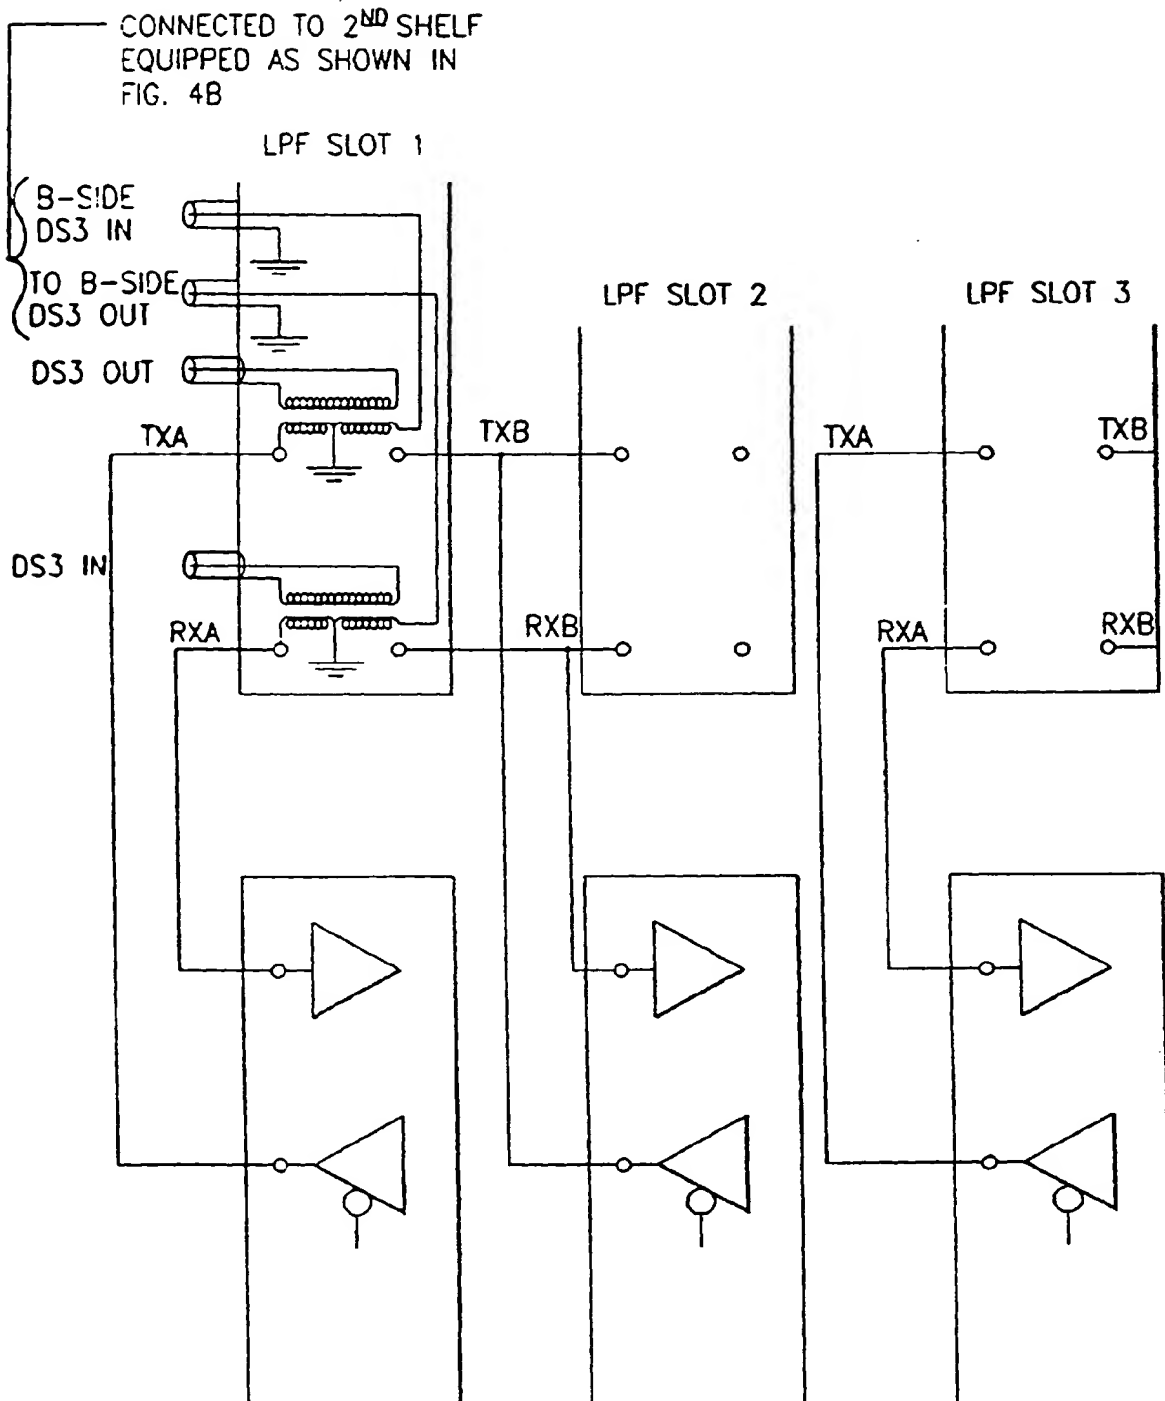 CONNECTED TO 2ND SHELF
EQUIPPED AS SHOWN IN
FIG. 4B
LPF SLOT 1
B-SIDE
DS3 IN
TO B-SIDE
DS3 OUT
LPF SLOT 2
LPF SLOT 3
DS3 OUT
TXA
TXB
TXA
TXB
DS3 IN
RXA
RXB
RXA
RXB